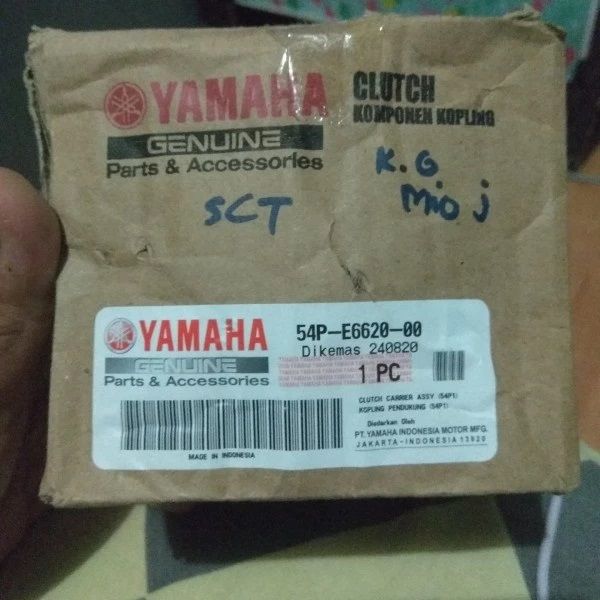 YAMAHA
GENUINE
Parts & Accessories
CLUTCH
KOMPONEN KOPLING
SCT
K.G
Mio j
YAMAHA
GENUINE
Parts & Accessories
MADE IN INDONESIA
54P-E6620-00
Dikemas 240820
1 PC
CLUTCH CARRIER ASSY (54P1)
KOPLING PENDUKUNG (54P1)
Diedarkan Oleh
PT. YAMAHA INDONESIA MOTOR MFG.
JAKARTA-INDONESIA 13920